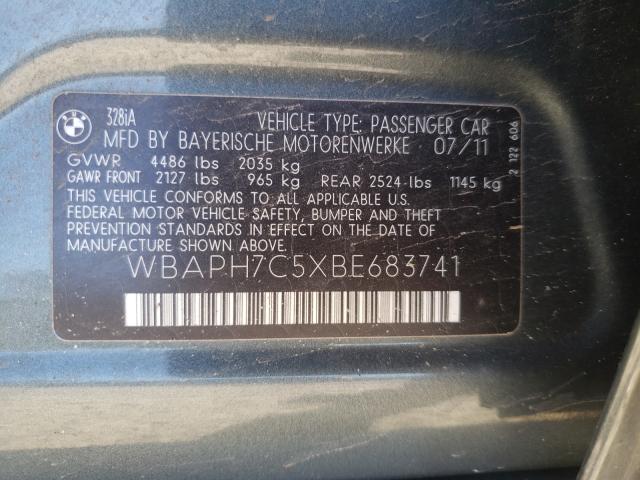 BMW
328iA VEHICLE TYPE: PASSENGER CAR
MFD BY BAYERISCHE MOTORENWERKE 07/11
GVWR 4486 lbs 2035 kg
GAWR FRONT 2127 lbs 965 kg REAR 2524 lbs 1145 kg
THIS VEHICLE CONFORMS TO ALL APPLICABLE U.S.
FEDERAL MOTOR VEHICLE SAFETY, BUMPER AND THEFT
PREVENTION STANDARDS IN EFFECT ON THE DATE OF
MANUFACTURE SHOWN ABOVE.
WBAPH7C5XBE683741
2 122 606